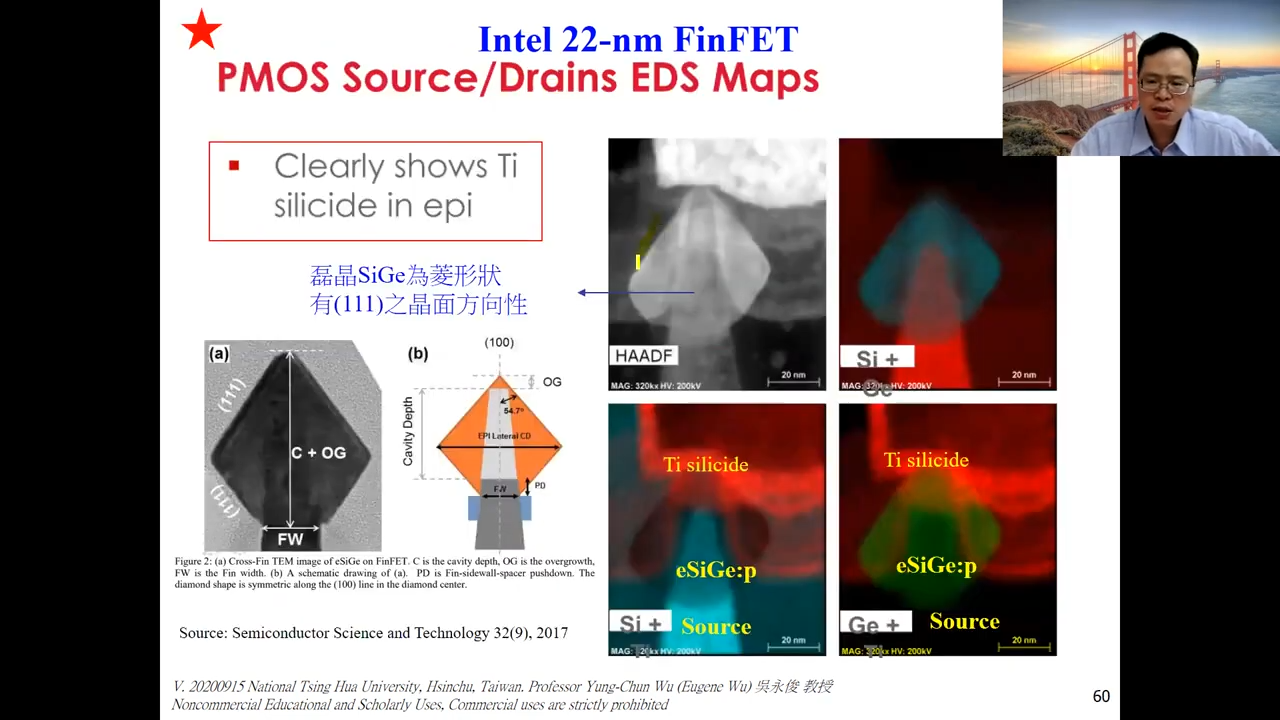 Intel 22-nm FinFET
PMOS Source/Drains EDS Maps
Clearly shows Ti
silicide in epi
磊晶SiGe為菱形狀
有(111)之晶面方向性
HAADF
MAG: 320kx HV: 200kV
20 nm
Si +
Ge
MAG: 320kx HV: 200kV
20 nm
(a)
(111)
(111)
C + OG
FW
(b)
(100)
OG
54.7°
Cavity Depth
EPI Lateral CD
FW
PD
Ti silicide
eSiGe:p
Source
Si +
Ti
MAG: 320kx HV: 200kV
20 nm
Ti silicide
eSiGe:p
Source
Ge +
Ti
MAG: 320kx HV: 200kV
20 nm
Figure 2: (a) Cross-Fin TEM image of eSiGe on FinFET. C is the cavity depth, OG is the overgrowth,
FW is the Fin width. (b) A schematic drawing of (a). PD is Fin-sidewall-spacer pushdown. The
diamond shape is symmetric along the (100) line in the diamond center.
Source: Semiconductor Science and Technology 32(9), 2017
V. 20200915 National Tsing Hua University, Hsinchu, Taiwan. Professor Yung-Chun Wu (Eugene Wu) 吳永俊 教授
Noncommercial Educational and Scholarly Uses, Commercial uses are strictly prohibited
60